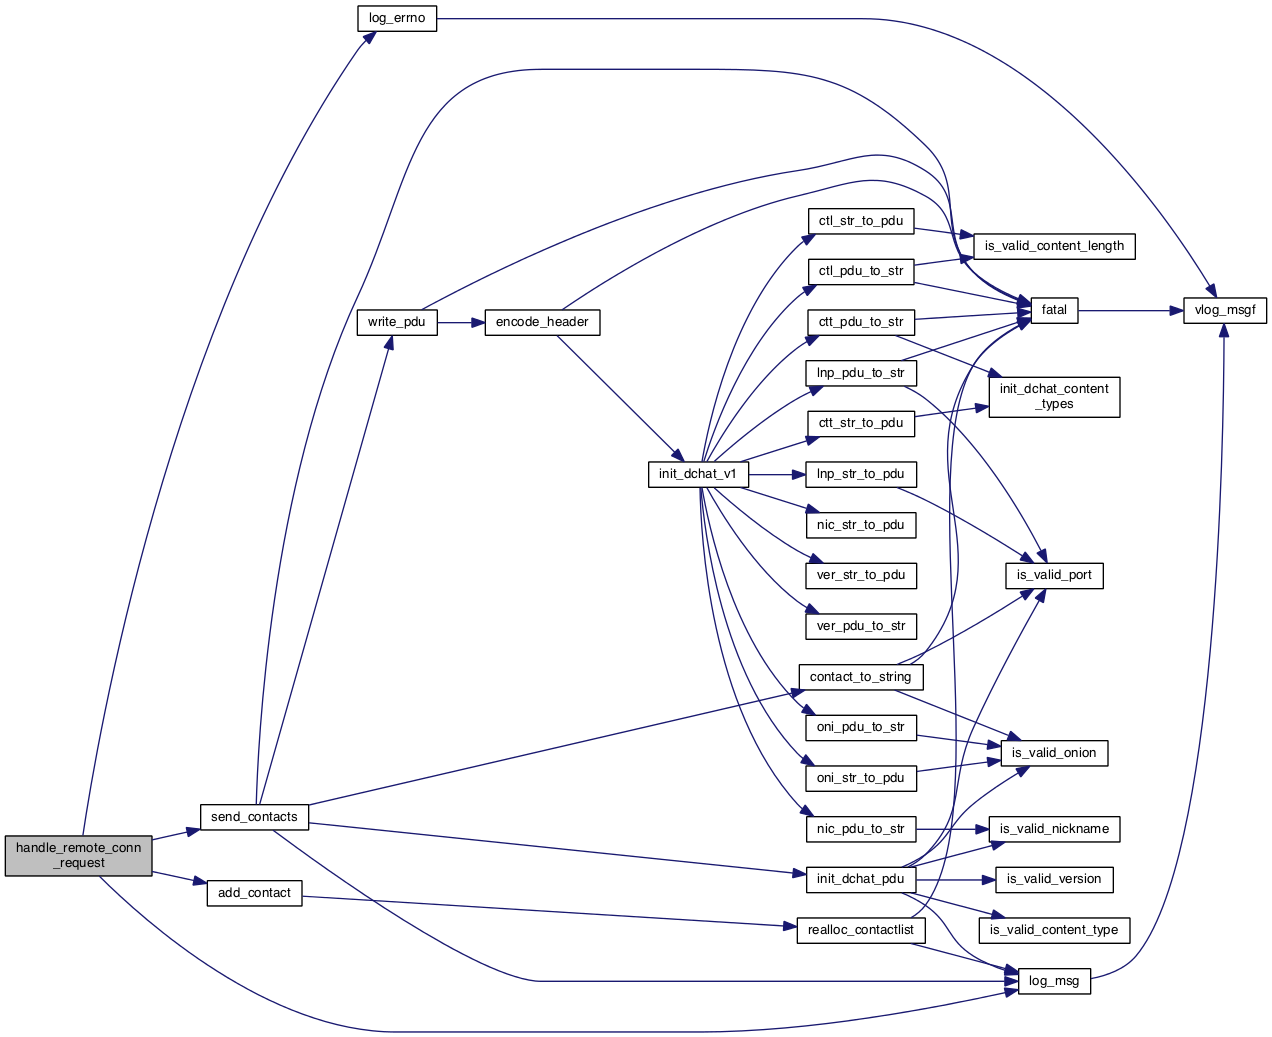 log_errno
ctl_str_to_pdu
is_valid_content_length
ctl_pdu_to_str
fatal
vlog_msgf
write_pdu
encode_header
ctt_pdu_to_str
lnp_pdu_to_str
init_dchat_content
_types
ctt_str_to_pdu
init_dchat_v1
lnp_str_to_pdu
nic_str_to_pdu
ver_str_to_pdu
is_valid_port
ver_pdu_to_str
contact_to_string
oni_pdu_to_str
is_valid_onion
oni_str_to_pdu
send_contacts
nic_pdu_to_str
is_valid_nickname
handle_remote_conn
_request
add_contact
init_dchat_pdu
is_valid_version
realloc_contactlist
is_valid_content_type
log_msg